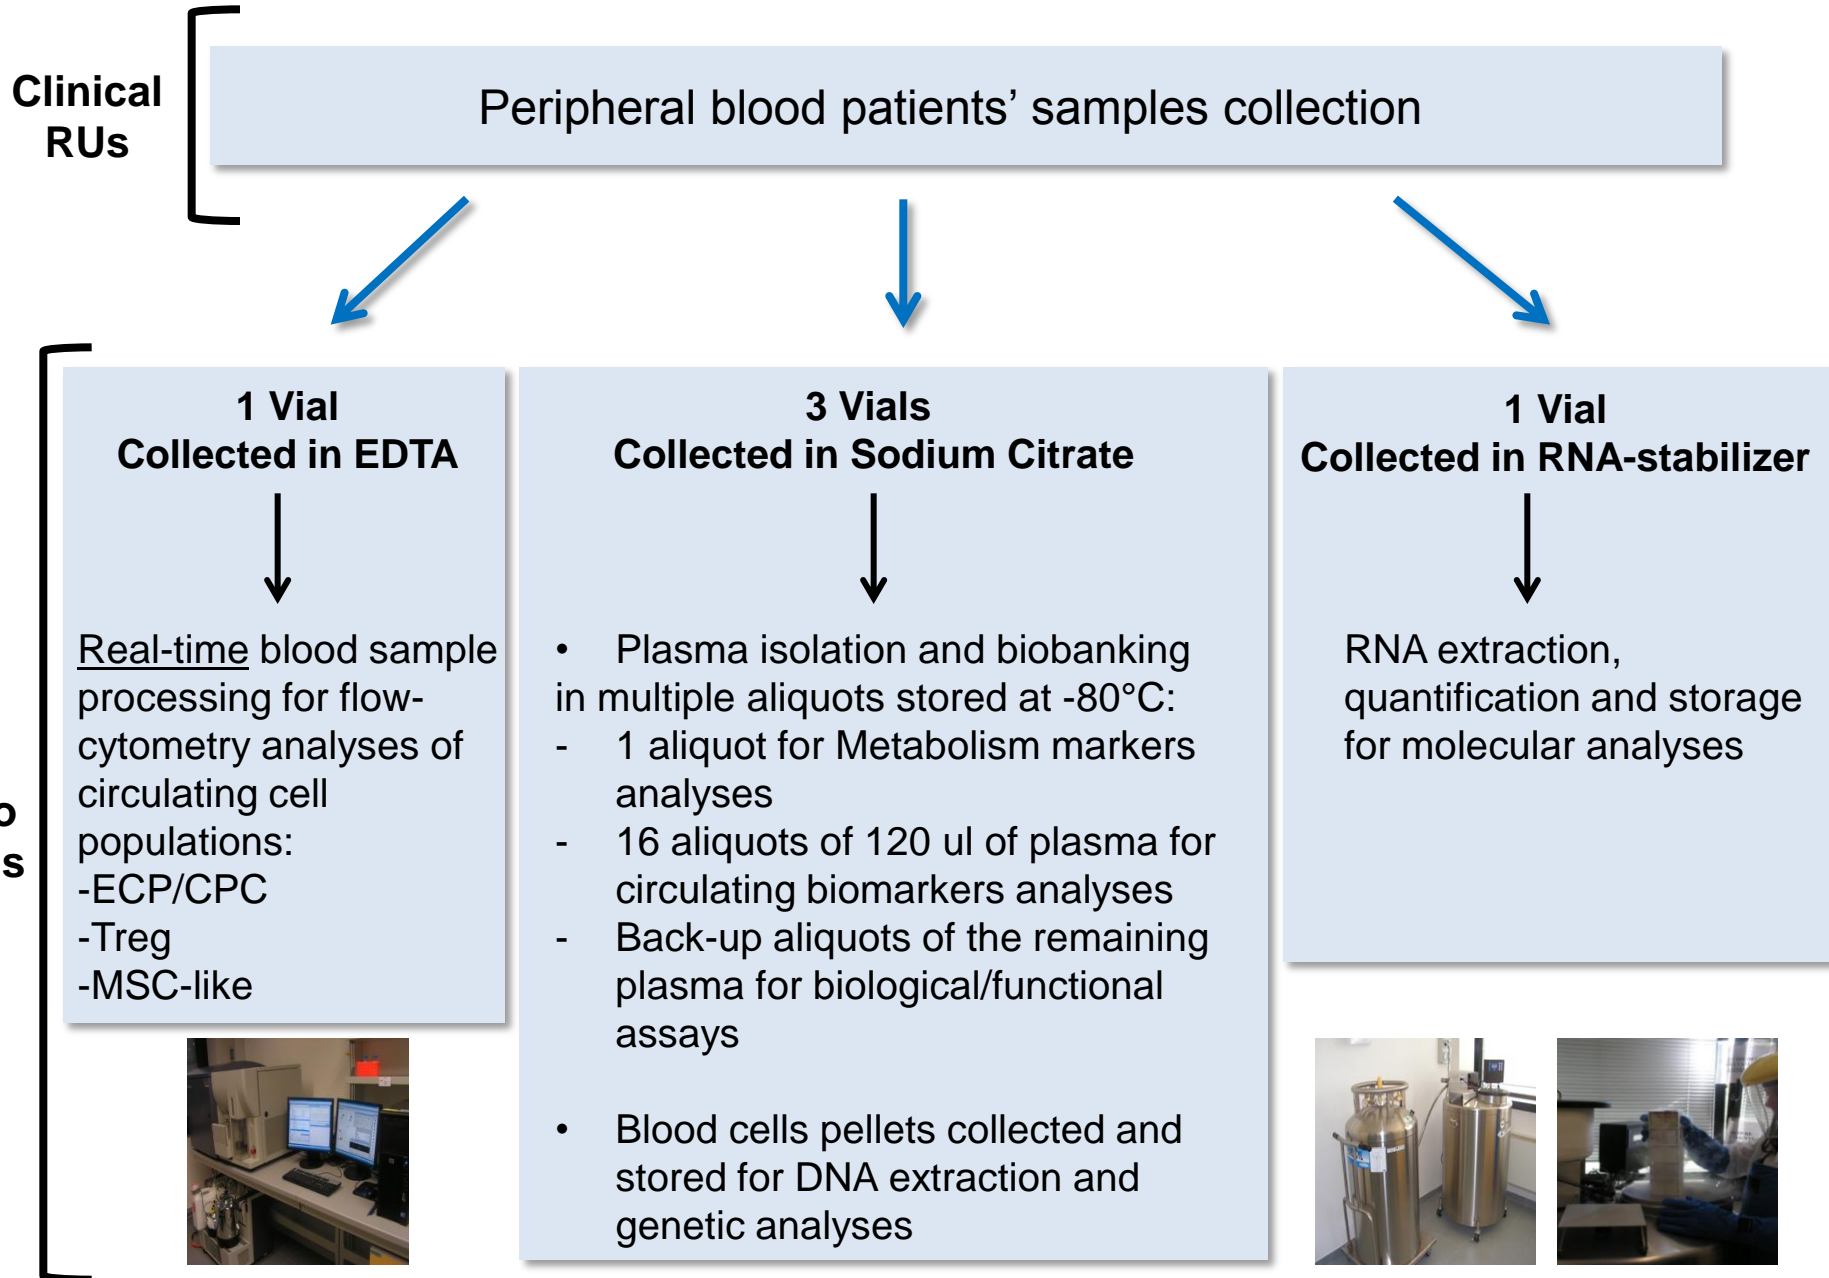 Clinical
RUs
Peripheral blood patients’ samples collection
1 Vial
Collected in EDTA
Real-time blood sample
processing for flow-
cytometry analyses of
circulating cell
populations:
-ECP/CPC
-Treg
-MSC-like
3 Vials
Collected in Sodium Citrate
• Plasma isolation and biobanking
in multiple aliquots stored at -80°C:
- 1 aliquot for Metabolism markers
analyses
- 16 aliquots of 120 ul of plasma for
circulating biomarkers analyses
- Back-up aliquots of the remaining
plasma for biological/functional
assays
• Blood cells pellets collected and
stored for DNA extraction and
genetic analyses
1 Vial
Collected in RNA-stabilizer
RNA extraction,
quantification and storage
for molecular analyses